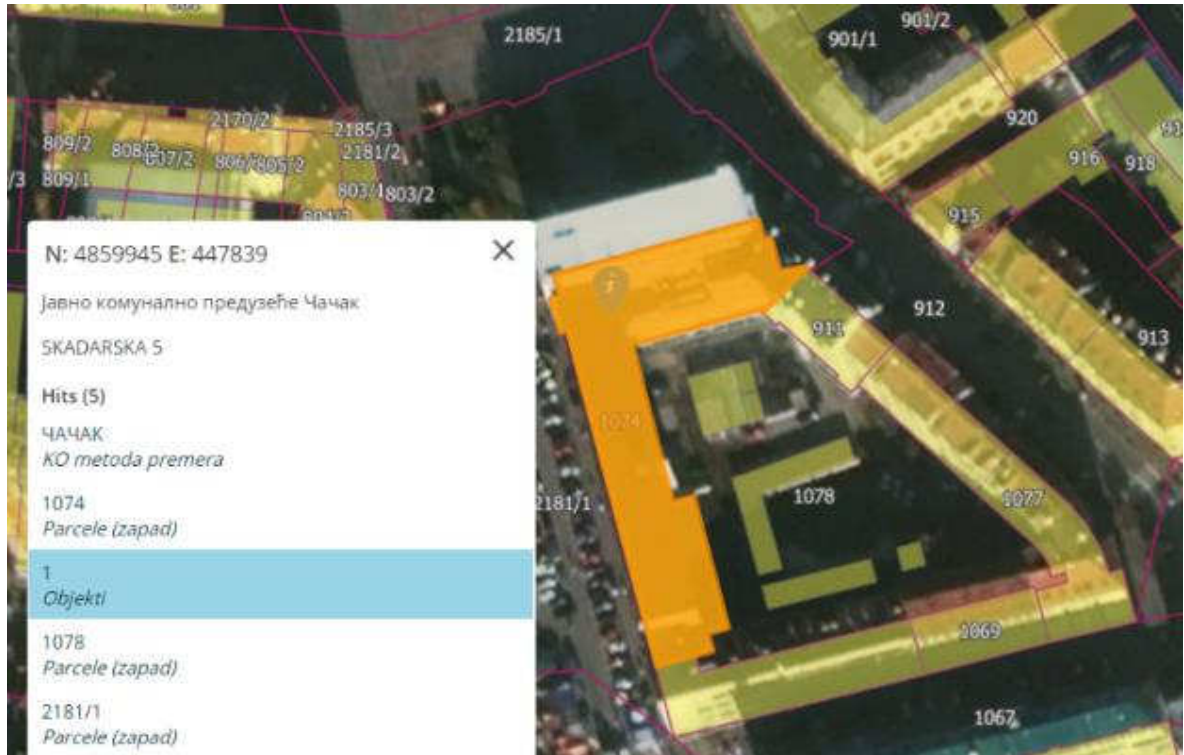 2185/1
901/1
901/2
920
2170/2
2185/3
809/2
2181/2
916
918
809/1
803/1
803/2
915
N: 4859945 E: 447839
Јавно комунално предузеће Чачак
SKADARSKA 5
Hits (5)
ЧАЧАК
KO metoda premera
1074
Parcele (zapad)
1
Objekti
1078
Parcele (zapad)
2181/1
Parcele (zapad)
912
911
913
1074
2181/1
1078
1077
1069
1067